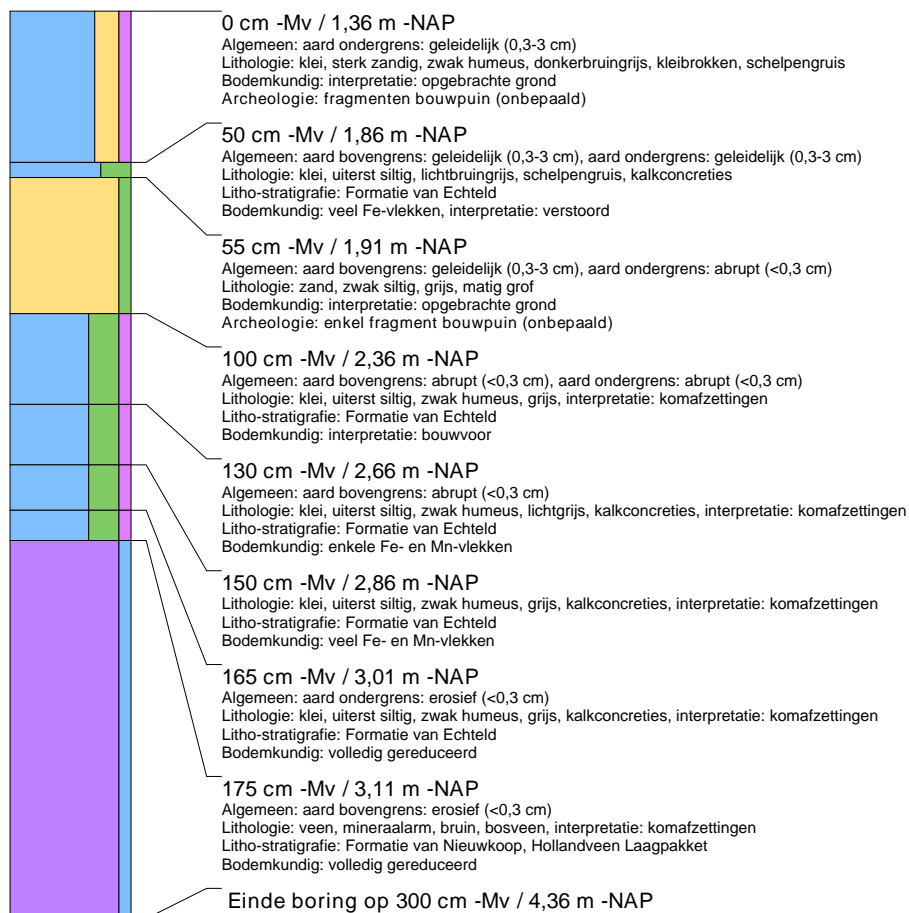 0 cm -Mv / 1,36 m -NAP
Algemeen: aard ondergrens: geleidelijk (0,3-3 cm)
Lithologie: klei, sterk zandig, zwak humeus, donkerbruingrijs, kleibrokken, schelpengruis
Bodemkundig: interpretatie: opgebrachte grond
Archeologie: fragmenten bouwpuin (onbepaald)
50 cm -Mv / 1,86 m -NAP
Algemeen: aard bovengrens: geleidelijk (0,3-3 cm), aard ondergrens: geleidelijk (0,3-3 cm)
Lithologie: klei, uiterst siltig, lichtbruingrijs, schelpengruis, kalkconcreties
Litho-stratigrafie: Formatie van Echteld
Bodemkundig: veel Fe-vlekken, interpretatie: verstoord
55 cm -Mv / 1,91 m -NAP
Algemeen: aard bovengrens: geleidelijk (0,3-3 cm), aard ondergrens: abrupt (<0,3 cm)
Lithologie: zand, zwak siltig, grijs, matig grof
Bodemkundig: interpretatie: opgebrachte grond
Archeologie: enkel fragment bouwpuin (onbepaald)
100 cm -Mv / 2,36 m -NAP
Algemeen: aard bovengrens: abrupt (<0,3 cm), aard ondergrens: abrupt (<0,3 cm)
Lithologie: klei, uiterst siltig, zwak humeus, grijs, interpretatie: komafzettingen
Litho-stratigrafie: Formatie van Echteld
Bodemkundig: interpretatie: bouwvoor
130 cm -Mv / 2,66 m -NAP
Algemeen: aard bovengrens: abrupt (<0,3 cm)
Lithologie: klei, uiterst siltig, zwak humeus, lichtgrijs, kalkconcreties, interpretatie: komafzettingen
Litho-stratigrafie: Formatie van Echteld
Bodemkundig: enkele Fe- en Mn-vlekken
150 cm -Mv / 2,86 m -NAP
Lithologie: klei, uiterst siltig, zwak humeus, grijs, kalkconcreties, interpretatie: komafzettingen
Litho-stratigrafie: Formatie van Echteld
Bodemkundig: veel Fe- en Mn-vlekken
165 cm -Mv / 3,01 m -NAP
Algemeen: aard ondergrens: erosief (<0,3 cm)
Lithologie: klei, uiterst siltig, zwak humeus, grijs, kalkconcreties, interpretatie: komafzettingen
Litho-stratigrafie: Formatie van Echteld
Bodemkundig: volledig gereduceerd
175 cm -Mv / 3,11 m -NAP
Algemeen: aard bovengrens: erosief (<0,3 cm)
Lithologie: veen, mineraalarm, bruin, bosveen, interpretatie: komafzettingen
Litho-stratigrafie: Formatie van Nieuwkoop, Hollandveen Laagpakket
Bodemkundig: volledig gereduceerd
Einde boring op 300 cm -Mv / 4,36 m -NAP